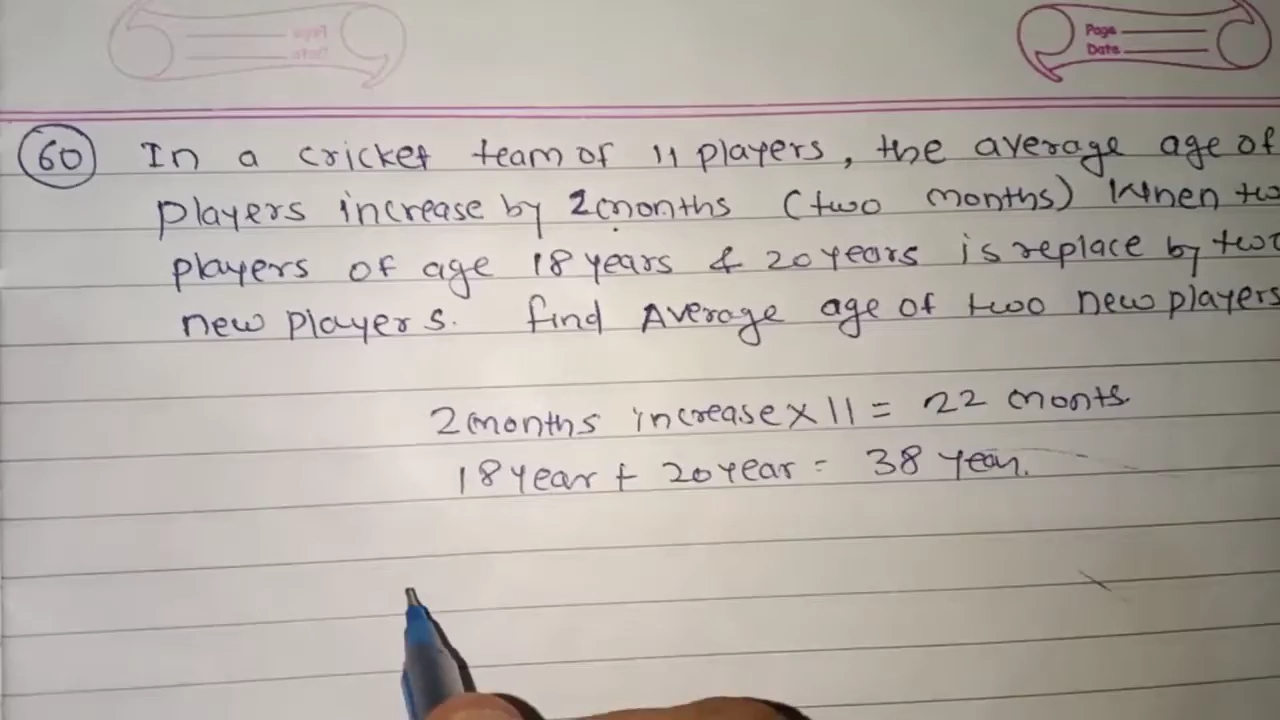 Page
Date
60 In a cricket team of 11 players, the average age of
players increase by 2months (two months) When
players of age 18 years & 20 years is replace by two
new players. find Average age of two new players
2months increase x 11 = 22 monts.
18 year + 20 year = 38 year.